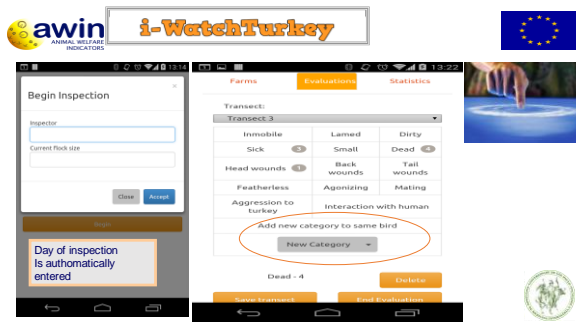 awin
ANIMAL WELFARE
INDICATORS
i-WatchTurkey
13:14
Begin Inspection
×
Inspector
Current flock size
Close
Accept
Begin
Day of inspection
Is authomatically
entered
13:22
Farms
Evaluations
Statistics
Transect:
Transect 3
Inmobile
Lamed
Dirty
Sick 3
Small
Dead 4
Head wounds 1
Back
wounds
Tail
wounds
Featherless
Agonizing
Mating
Aggression to
turkey
Interaction with human
Add new category to same
bird
New Category
Dead - 4
Delete
Save transect
End Evaluation